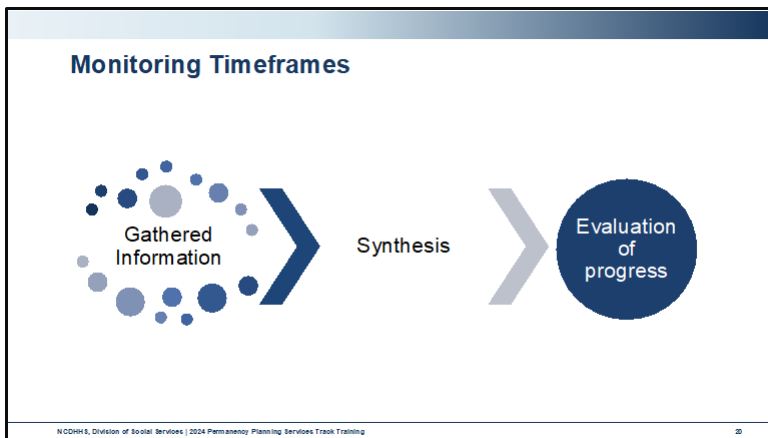 Monitoring Timeframes
Gathered
Information
Synthesis
Evaluation
of
progress
NCDHHS, Division of Social Services | 2024 Permanency Planning Services Track Training
20